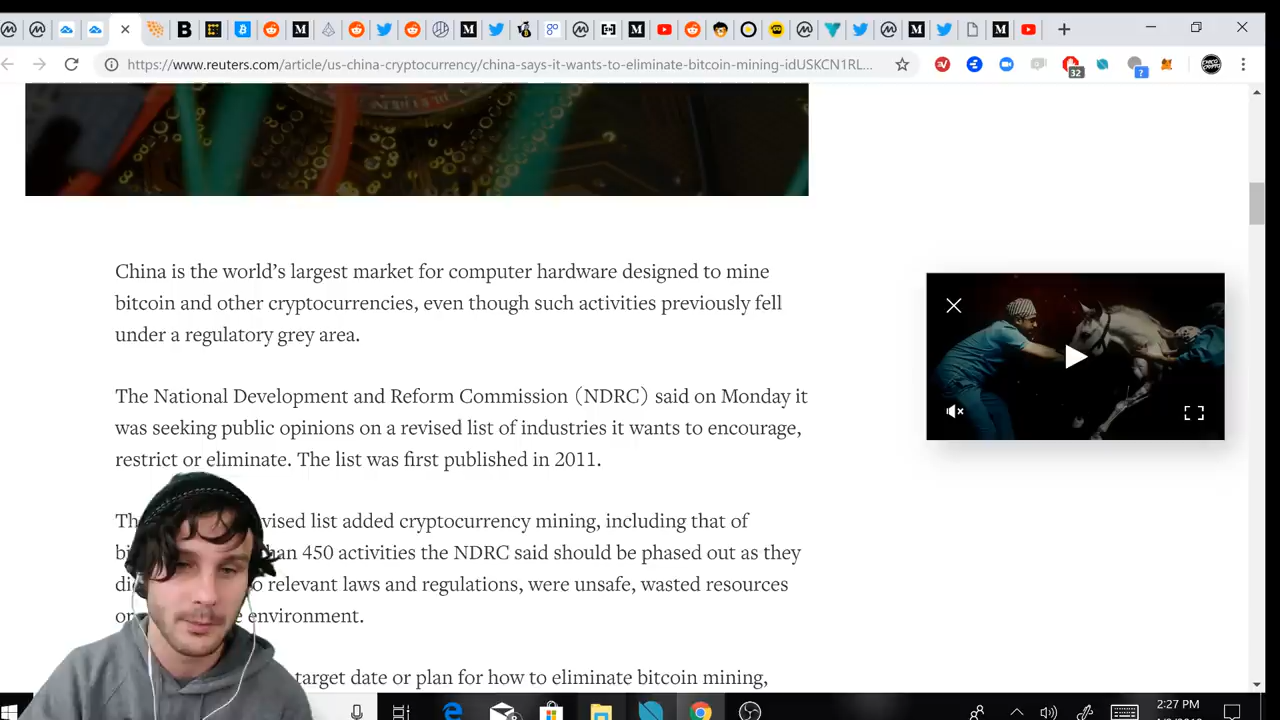 https://www.reuters.com/article/us-china-cryptocurrency/china-says-it-wants-to-eliminate-bitcoin-mining-idUSKCN1RL...
32
?
China is the world's largest market for computer hardware designed to mine
bitcoin and other cryptocurrencies, even though such activities previously fell
under a regulatory grey area.
The National Development and Reform Commission (NDRC) said on Monday it
was seeking public opinions on a revised list of industries it wants to encourage,
restrict or eliminate. The list was first published in 2011.
vised list added cryptocurrency mining, including that of
han 450 activities the NDRC said should be phased out as they
o relevant laws and regulations, were unsafe, wasted resources
or e environment.
target date or plan for how to eliminate bitcoin mining,
2:27 PM